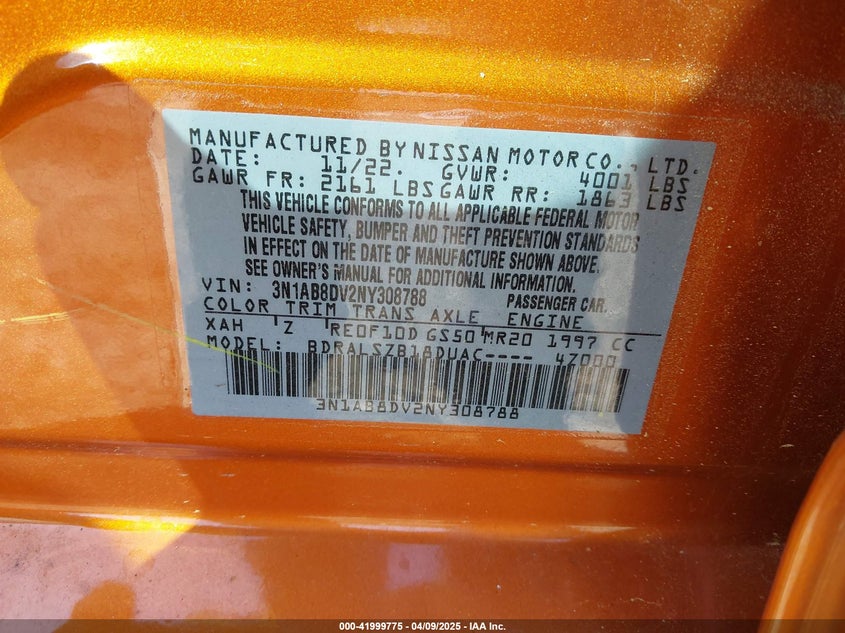 MANUFACTURED BY NISSAN MOTOR CO., LTD.
DATE: 11/22. GVWR: 4001 LBS
GAWR FR: 2161 LBS GAWR RR: 1863 LBS
THIS VEHICLE CONFORMS TO ALL APPLICABLE FEDERAL MOTOR
VEHICLE SAFETY, BUMPER AND THEFT PREVENTION STANDARDS
IN EFFECT ON THE DATE OF MANUFACTURE SHOWN ABOVE.
SEE OWNER'S MANUAL FOR ADDITIONAL INFORMATION.
VIN: 3N1AB8DV2NY308788 PASSENGER CAR.
COLOR TRIM TRANS AXLE ENGINE
XAH Z RE0F10D GS50 MR20 1997 CC
MODEL: BDRALSZB18DUAC---- 4Z000
3N1AB8DV2NY308788
000-41999775 | 04/09/2025 | IAA Inc.